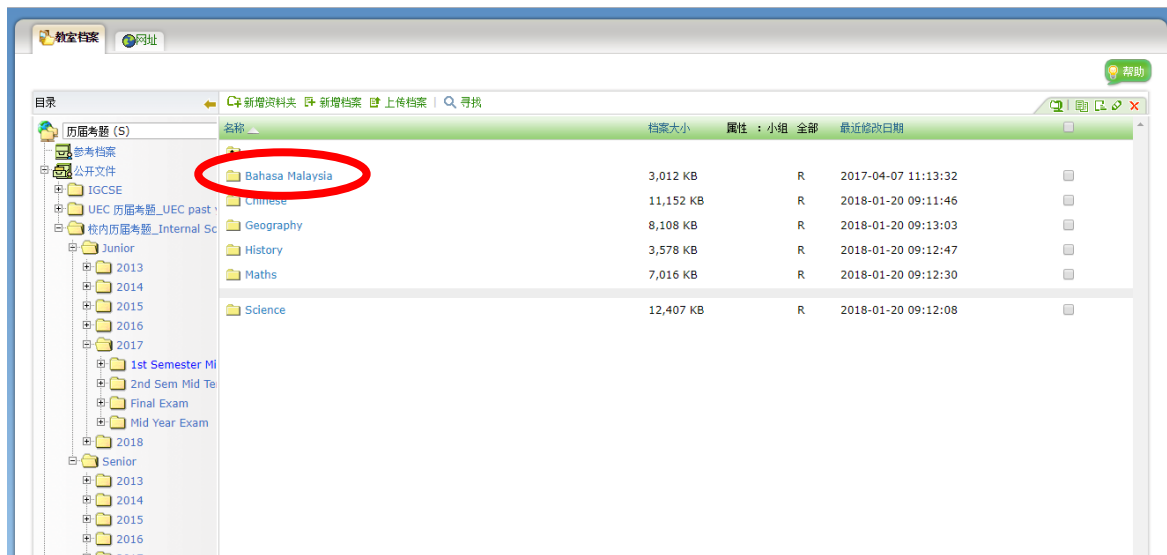 教室档案 网址
帮助
目录 新增资料夹 新增档案 上传档案 | 寻找
历届考题 (S) 名称 档案大小 属性 : 小组 全部 最近修改日期
参考档案
公开文件 Bahasa Malaysia 3,012 KB R 2017-04-07 11:13:32
IGCSE Chinese 11,152 KB R 2018-01-20 09:11:46
UEC 历届考题_UEC past Geography 8,108 KB R 2018-01-20 09:13:03
校内历届考题_Internal Sc
Junior History 3,578 KB R 2018-01-20 09:12:47
2013 Maths 7,016 KB R 2018-01-20 09:12:30
2014
2015 Science 12,407 KB R 2018-01-20 09:12:08
2016
2017
1st Semester Mi
2nd Sem Mid Te
Final Exam
Mid Year Exam
2018
Senior
2013
2014
2015
2016